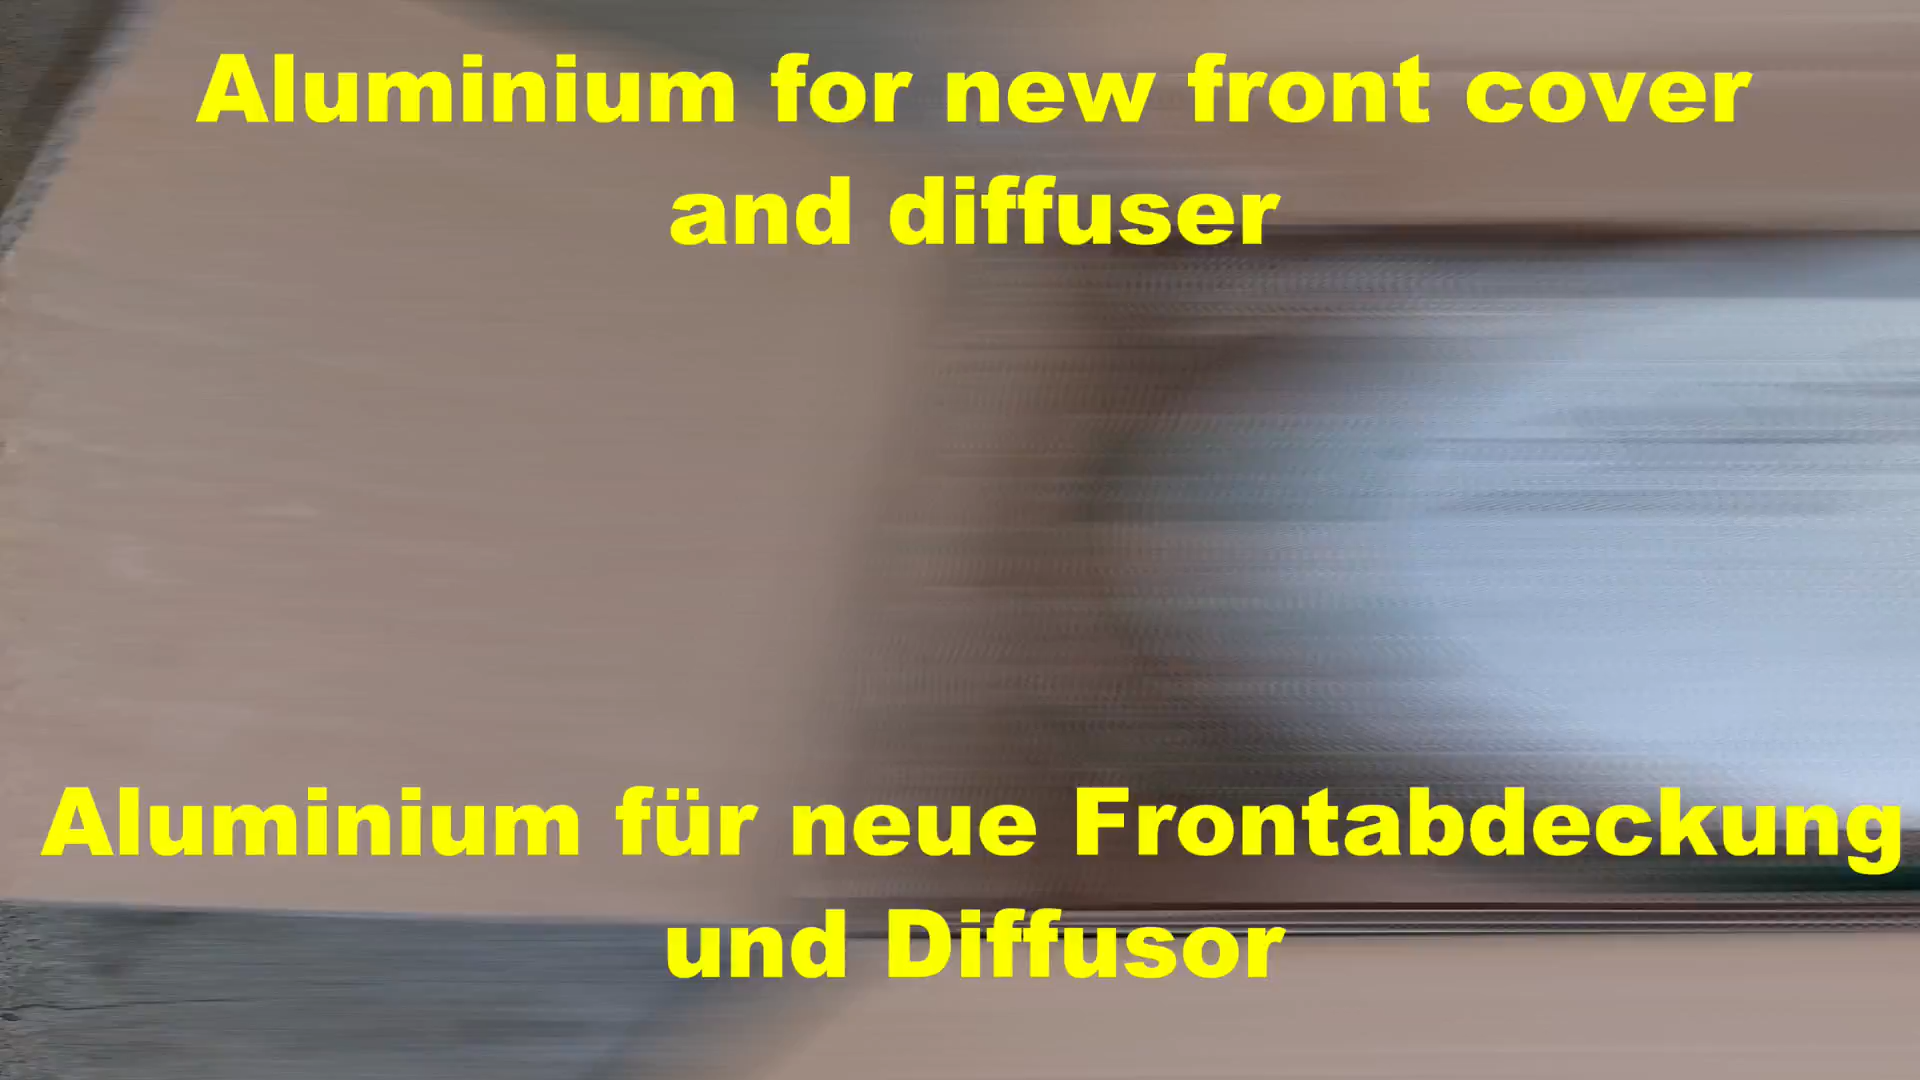 Aluminium for new front cover
and diffuser
Aluminium für neue Frontabdeckung
und Diffusor